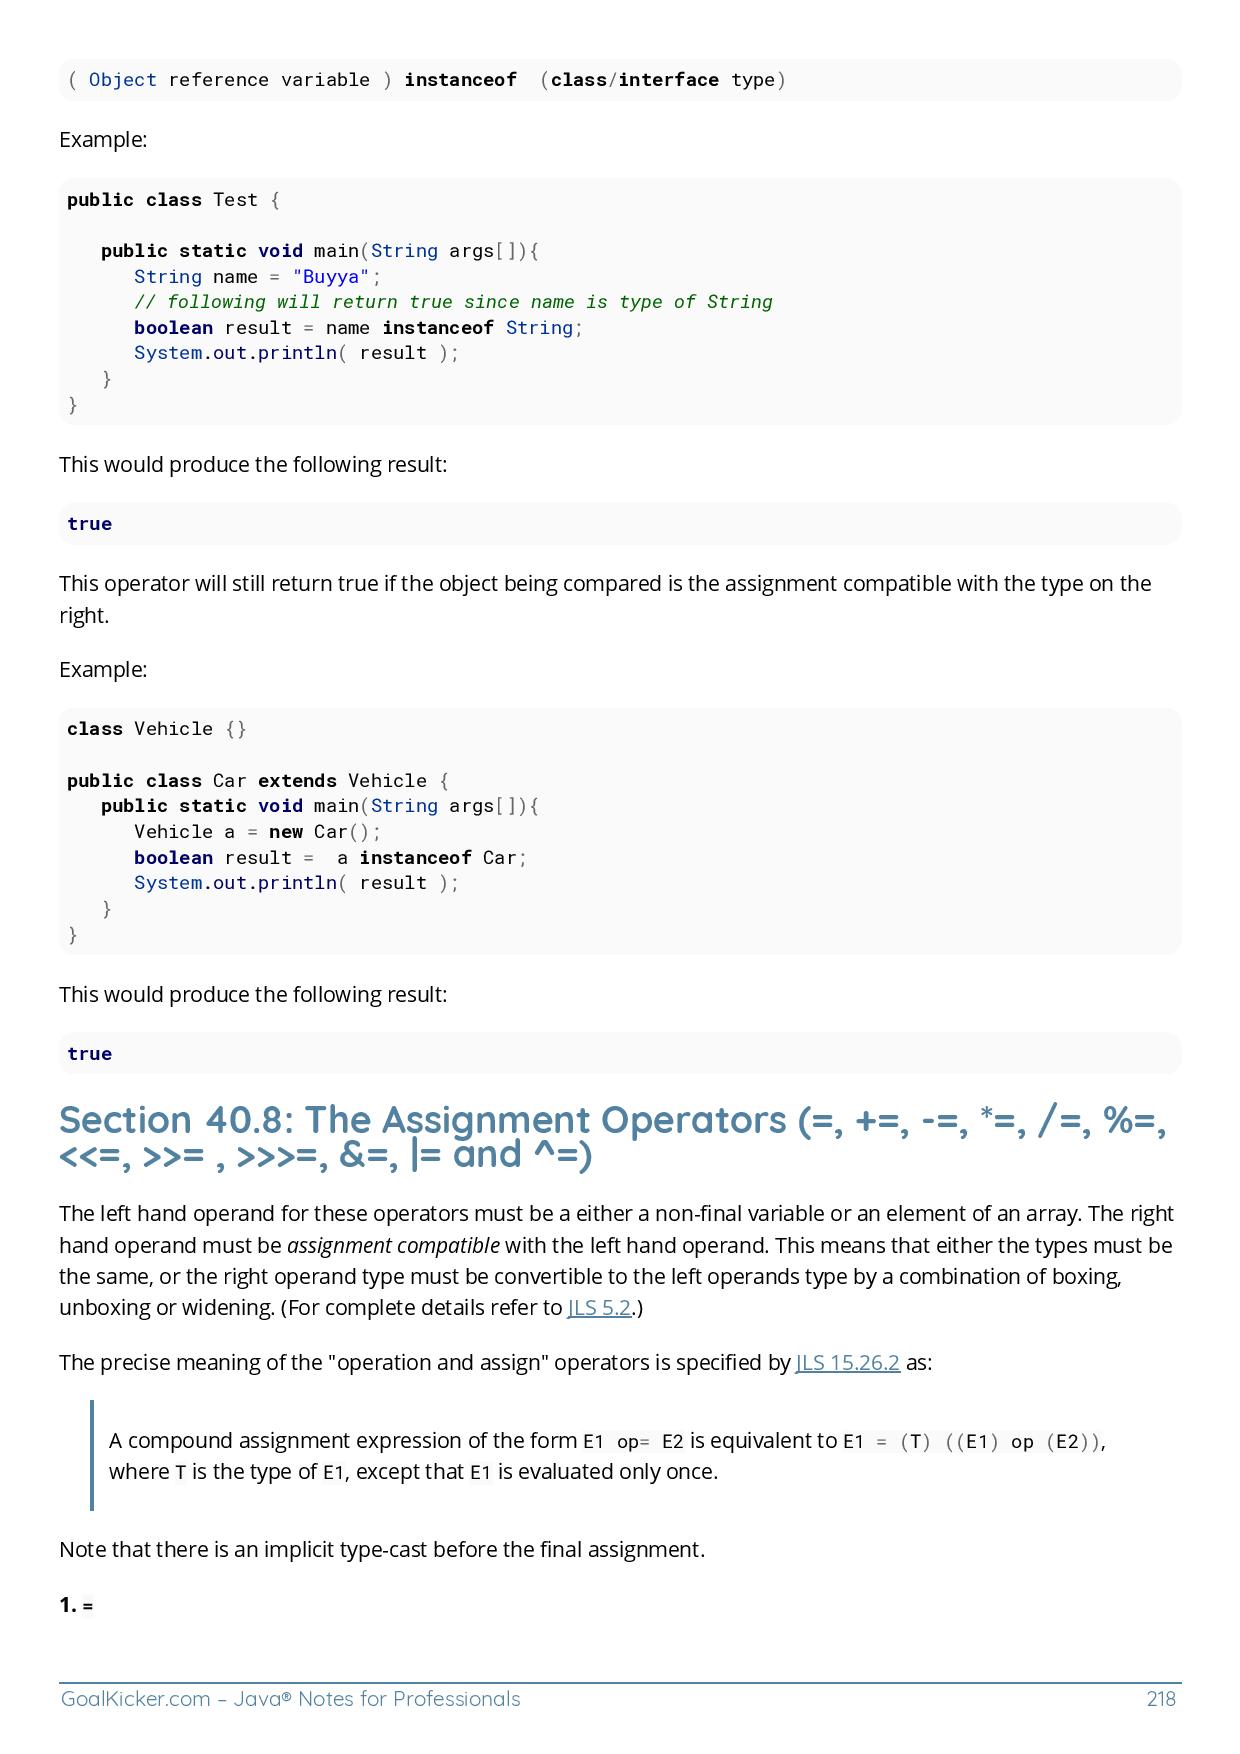 ( Object reference variable ) instanceof  (class/interface type)
Example:
public class Test {
   public static void main(String args[]){
      String name = "Buyya";
      // following will return true since name is type of String
      boolean result = name instanceof String;
      System.out.println( result );
   }
}
This would produce the following result:
true
This operator will still return true if the object being compared is the assignment compatible with the type on the
right.
Example:
class Vehicle {}
public class Car extends Vehicle {
   public static void main(String args[]){
      Vehicle a = new Car();
      boolean result =  a instanceof Car;
      System.out.println( result );
   }
}
This would produce the following result:
true
Section 40.8: The Assignment Operators (=, +=, -=, *=, /=, %=,
<<=, >>= , >>>=, &=, |= and ^=)
The left hand operand for these operators must be a either a non-final variable or an element of an array. The right
hand operand must be assignment compatible with the left hand operand. This means that either the types must be
the same, or the right operand type must be convertible to the left operands type by a combination of boxing,
unboxing or widening. (For complete details refer to JLS 5.2.)
The precise meaning of the "operation and assign" operators is specified by JLS 15.26.2 as:
A compound assignment expression of the form E1 op= E2 is equivalent to E1 = (T) ((E1) op (E2)),
where T is the type of E1, except that E1 is evaluated only once.
Note that there is an implicit type-cast before the final assignment.
1. =
GoalKicker.com – Java® Notes for Professionals 218